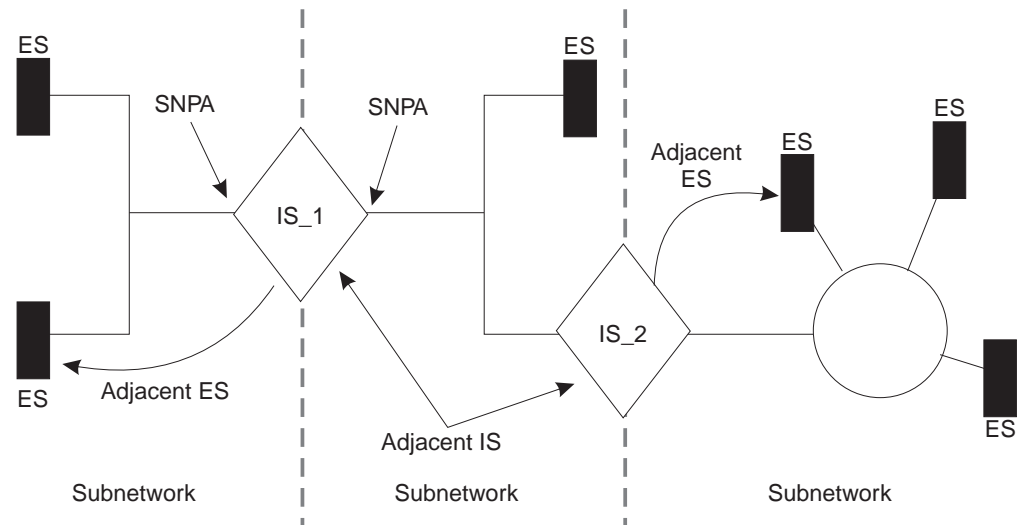 ES
ES
SNPA
SNPA
ES
ES
Adjacent
ES
IS_1
IS_2
ES
Adjacent ES
ES
Adjacent IS
Subnetwork
Subnetwork
Subnetwork